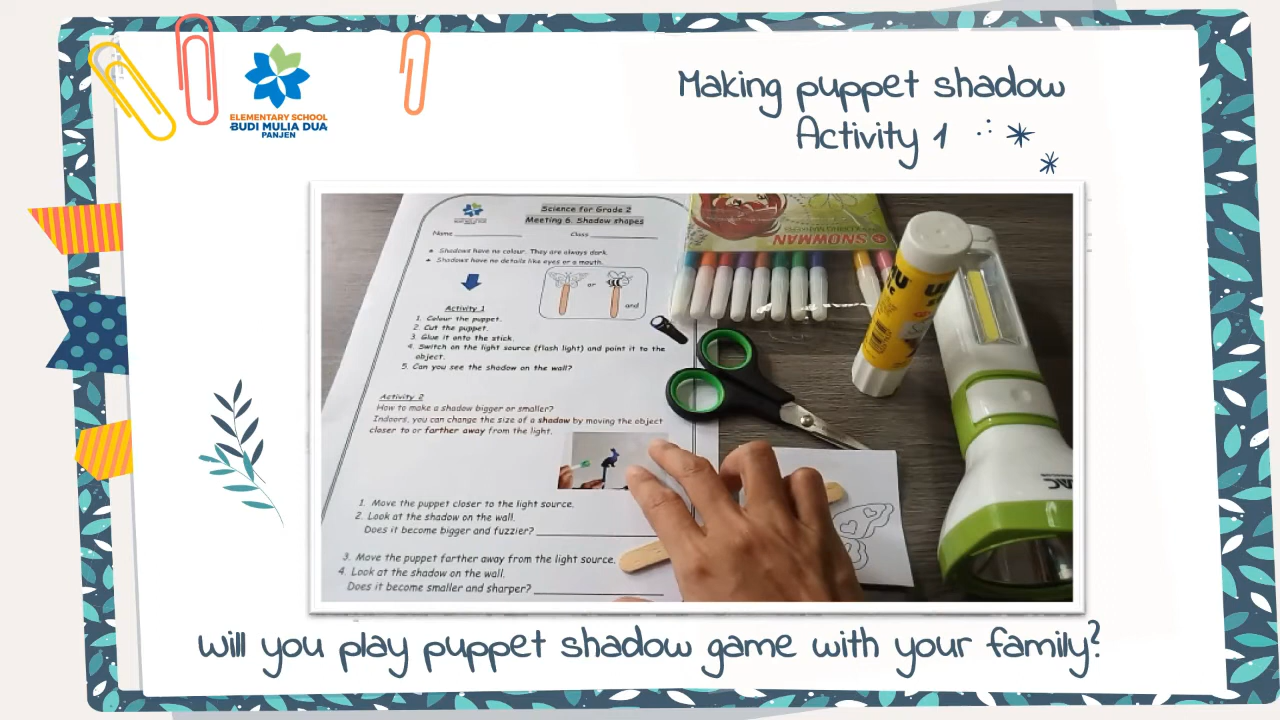 ELEMENTARY SCHOOL
BUDI MULIA DUA
PANJEN
Making puppet shadow
Activity 1
Science for Grade 2
Meeting 6. Shadow shapes
Name
Class
Shadows have no colour. They are always dark.
Shadows have no details like eyes or a mouth.
or
and
Activity 1
1. Colour the puppet.
2. Cut the puppet.
3. Glue it onto the stick.
4. Switch on the light source (flash light) and point it to the
object.
5. Can you see the shadow on the wall?
Activity 2
How to make a shadow bigger or smaller?
Indoors, you can change the size of a shadow by moving the object
closer to or farther away from the light.
1. Move the puppet closer to the light source.
2. Look at the shadow on the wall.
Does it become bigger and fuzzier?
3. Move the puppet farther away from the light source.
4. Look at the shadow on the wall.
Does it become smaller and sharper?
SNOWMAN
will you play puppet shadow game with your family?